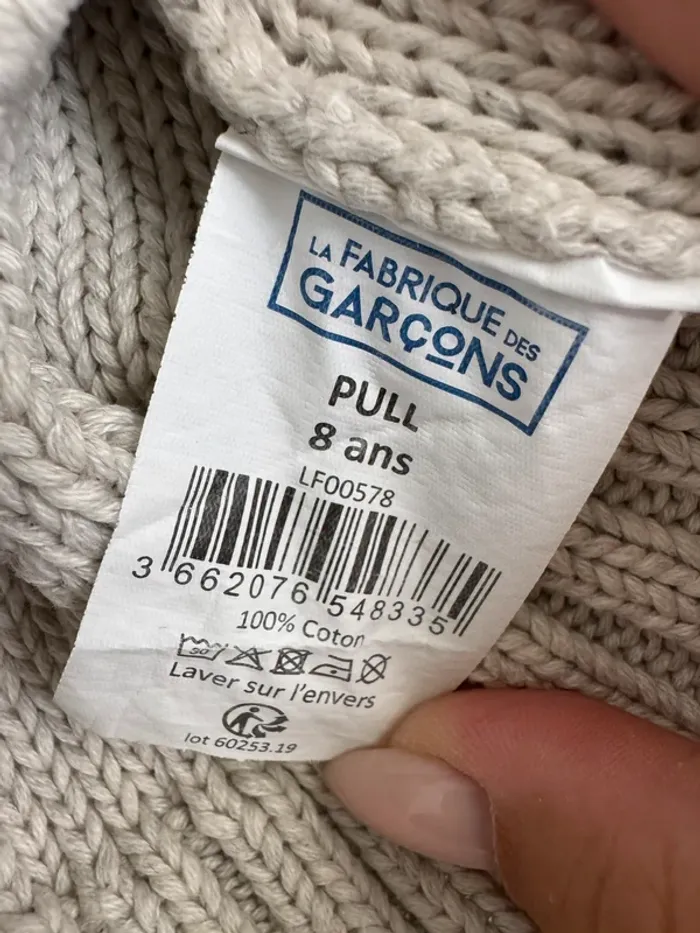 LA FABRIQUE DES
GARÇONS
PULL
8 ans
LF00578
3 662076 548335
100% Coton
30
Laver sur l'envers
lot 60253.19